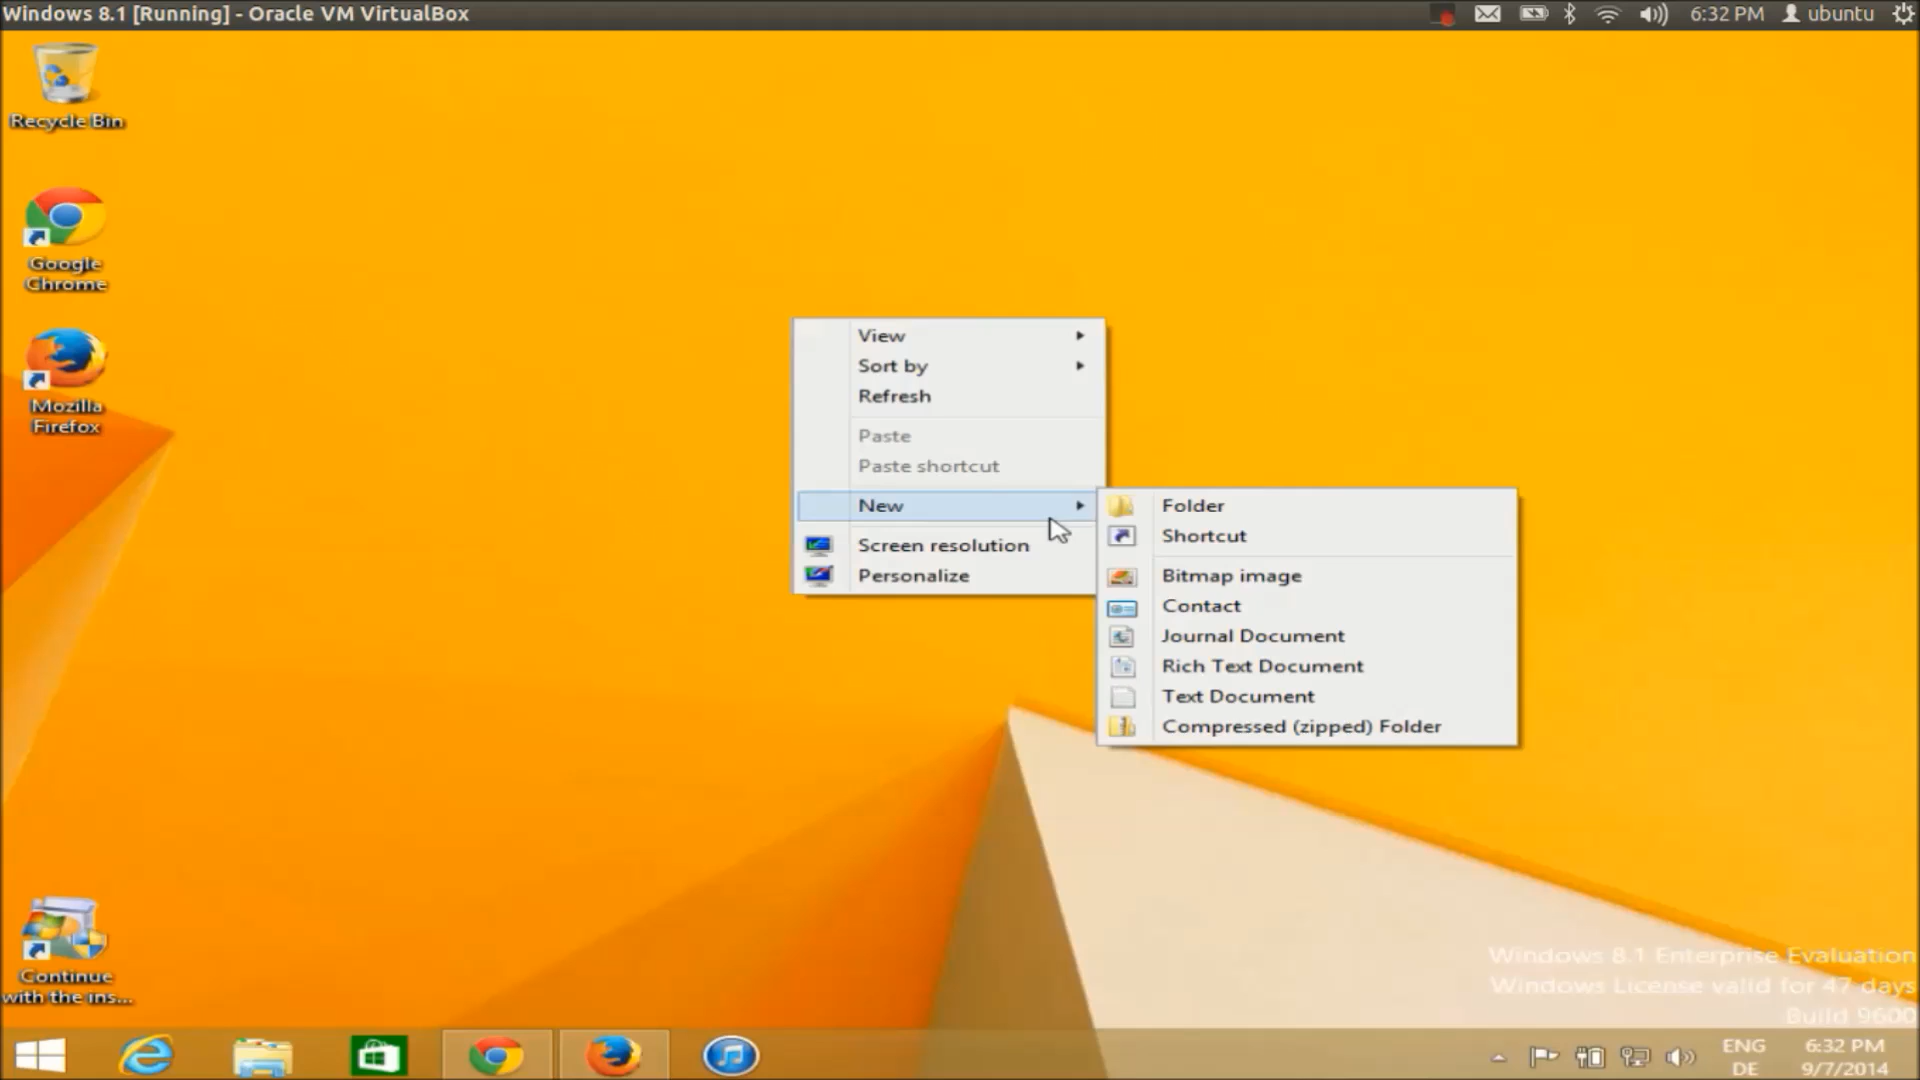 Windows 8.1 [Running] - Oracle VM VirtualBox
6:32 PM
ubuntu
Recycle Bin
Google
Chrome
Mozilla
Firefox
View
Sort by
Refresh
Paste
Paste shortcut
New
Screen resolution
Personalize
Folder
Shortcut
Bitmap image
Contact
Journal Document
Rich Text Document
Text Document
Compressed (zipped) Folder
Continue
with the ins...
Windows 8.1 Enterprise Evaluation
Windows License valid for 47 days
Build 9600
ENG
DE
6:32 PM
9/7/2014